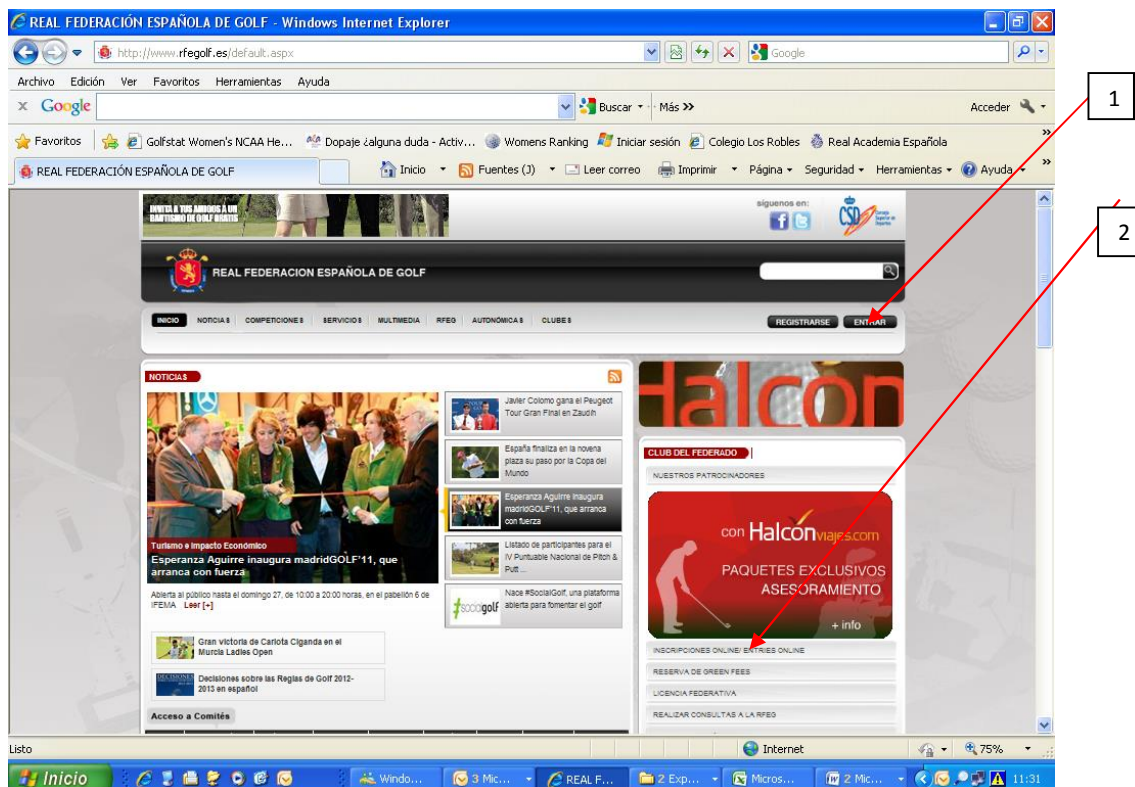 REAL FEDERACIÓN ESPAÑOLA DE GOLF - Windows Internet Explorer
http://www.rfegolf.es/default.aspx
Google
Archivo Edición Ver Favoritos Herramientas Ayuda
x Google Buscar Más >> Acceder
1
Favoritos Golfstat Women's NCAA He... Dopaje ¿alguna duda - Activ... Womens Ranking Iniciar sesión Colegio Los Robles Real Academia Española
REAL FEDERACIÓN ESPAÑOLA DE GOLF Inicio Fuentes (J) Leer correo Imprimir Página Seguridad Herramientas Ayuda
INVITA A TUS AMIGOS A UN
BAUTISMO DE GOLF GRATIS
síguenos en:
CSD
2
REAL FEDERACION ESPAÑOLA DE GOLF
INICIO NOTICIAS COMPETICIONES SERVICIOS MULTIMEDIA RFEG AUTONÓMICAS CLUBES
REGISTRARSE ENTRAR
NOTICIAS
Turismo e Impacto Económico
Esperanza Aguirre inaugura madridGOLF'11, que
arranca con fuerza
Abierta al público hasta el domingo 27, de 10:00 a 20:00 horas, en el pabellón 6 de
IFEMA Leer [+]
Gran victoria de Carlota Ciganda en el
Murcia Ladies Open
Decisiones sobre las Reglas de Golf 2012-
2013 en español
Acceso a Comités
Javier Colomo gana el Peugeot
Tour Gran Final en Zaudín
España finaliza en la novena
plaza su paso por la Copa del
Mundo
Esperanza Aguirre inaugura
madridGOLF'11, que arranca
con fuerza
Listado de participantes para el
IV Puntuable Nacional de Pitch &
Putt ...
Nace #SocialGolf, una plataforma
abierta para fomentar el golf
Halcón
CLUB DEL FEDERADO
NUESTROS PATROCINADORES
con Halcónviajes.com
PAQUETES EXCLUSIVOS
ASESORAMIENTO
+ info
INSCRIPCIONES ONLINE/ ENTRIES ONLINE
RESERVA DE GREEN FEES
LICENCIA FEDERATIVA
REALIZAR CONSULTAS A LA RFEG
Listo Internet 75%
Inicio Windo... 3 Mic... REAL F... 2 Exp... Micros... 2 Mic... 11:31